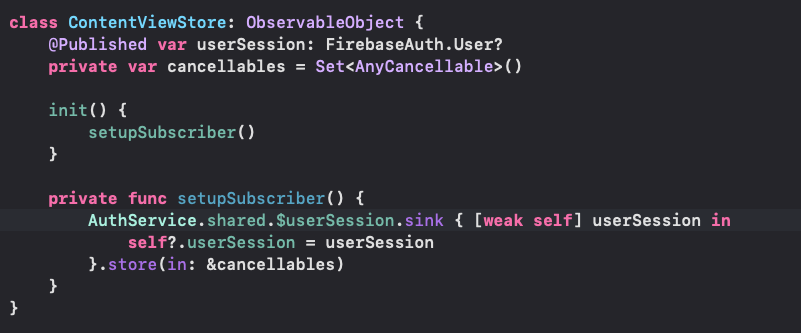 class ContentViewStore: ObservableObject {
    @Published var userSession: FirebaseAuth.User?
    private var cancellables = Set<AnyCancellable>()

    init() {
        setupSubscriber()
    }

    private func setupSubscriber() {
        AuthService.shared.$userSession.sink { [weak self] userSession in
            self?.userSession = userSession
        }.store(in: &cancellables)
    }
}